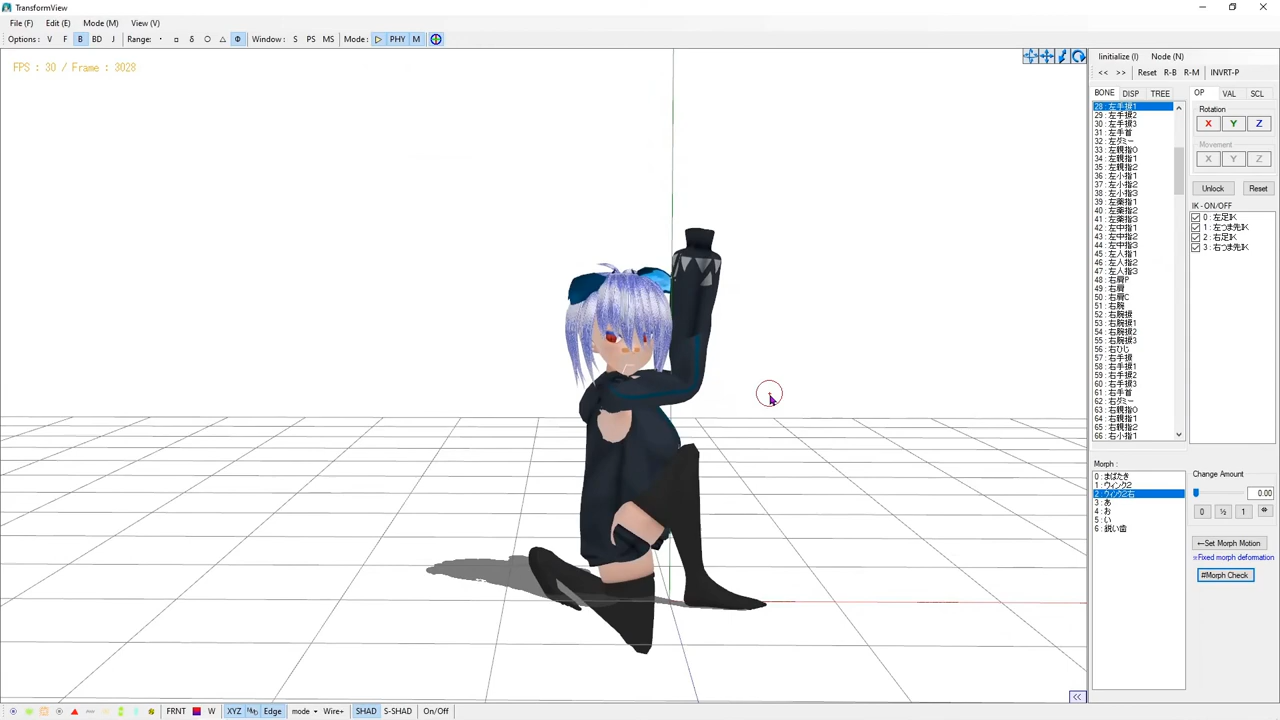 TransformView
File (F) Edit (E) Mode (M) View (V)
Options: V F B BD J Range: · □ δ ○ △ Φ Window: S PS MS Mode: ▷ PHY M
FPS : 30 / Frame : 3028
Iinitialize (I) Node (N)
<< >> Reset R-B R-M INVRT-P
BONE DISP TREE
28 : 左手捩1
29 : 左手捩2
30 : 左手捩3
31 : 左手首
32 : 左ダミー
33 : 左親指0
34 : 左親指1
35 : 左親指2
36 : 左小指1
37 : 左小指2
38 : 左小指3
39 : 左薬指1
40 : 左薬指2
41 : 左薬指3
42 : 左中指1
43 : 左中指2
44 : 左中指3
45 : 左人指1
46 : 左人指2
47 : 左人指3
48 : 右肩P
49 : 右肩
50 : 右肩C
51 : 右腕
52 : 右腕捩
53 : 右腕捩1
54 : 右腕捩2
55 : 右腕捩3
56 : 右ひじ
57 : 右手捩
58 : 右手捩1
59 : 右手捩2
60 : 右手捩3
61 : 右手首
62 : 右ダミー
63 : 右親指0
64 : 右親指1
65 : 右親指2
66 : 右小指1
OP VAL SCL
Rotation
X Y Z
Movement
X Y Z
Unlock Reset
IK - ON/OFF
0 : 左足IK
1 : 左つま先IK
2 : 右足IK
3 : 右つま先IK
Morph :
0 : まばたき
1 : ウィンク2
2 : ウィンク2右
3 : あ
4 : お
5 : い
6 : 鋭い歯
Change Amount
0.00
0 ½ 1
←Set Morph Motion
※Fixed morph deformation
#Morph Check
<<
FRNT W XYZ Edge mode Wire+ SHAD S-SHAD On/Off